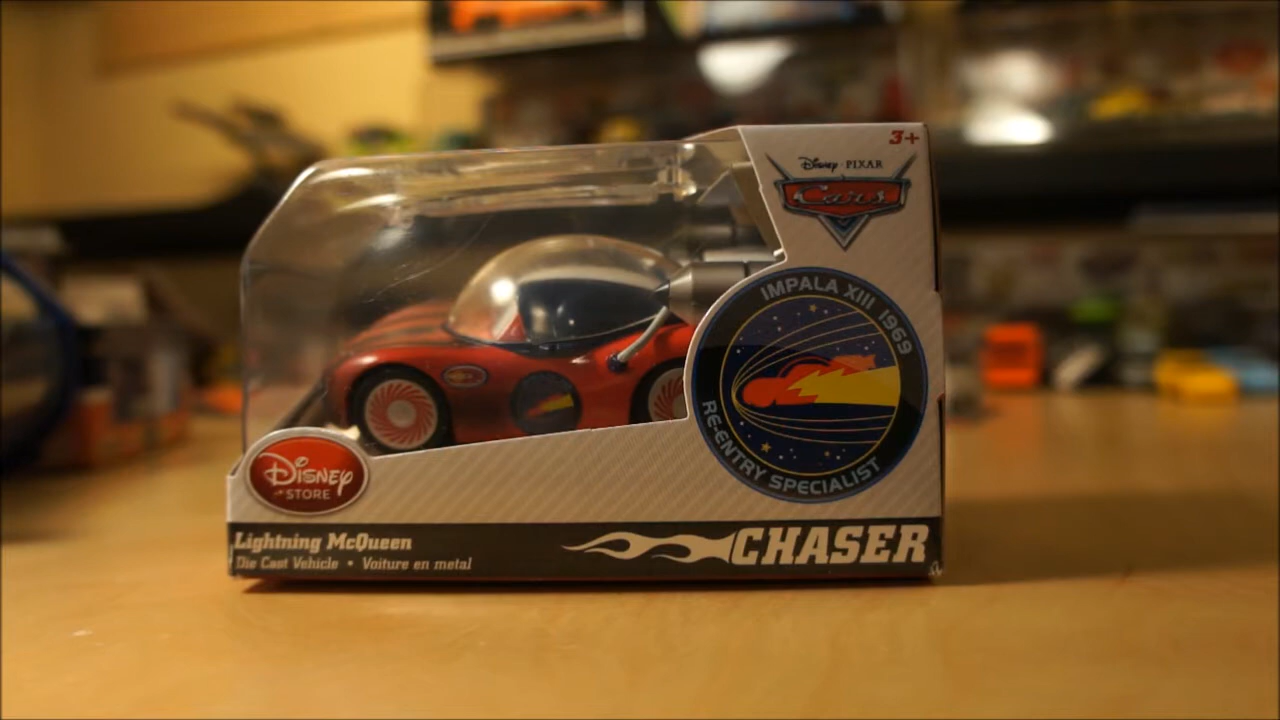 3+
Disney · PIXAR
Cars
IMPALA XIII 1969
RE-ENTRY SPECIALIST
Disney
STORE
Lightning McQueen
CHASER
Die Cast Vehicle • Voiture en metal